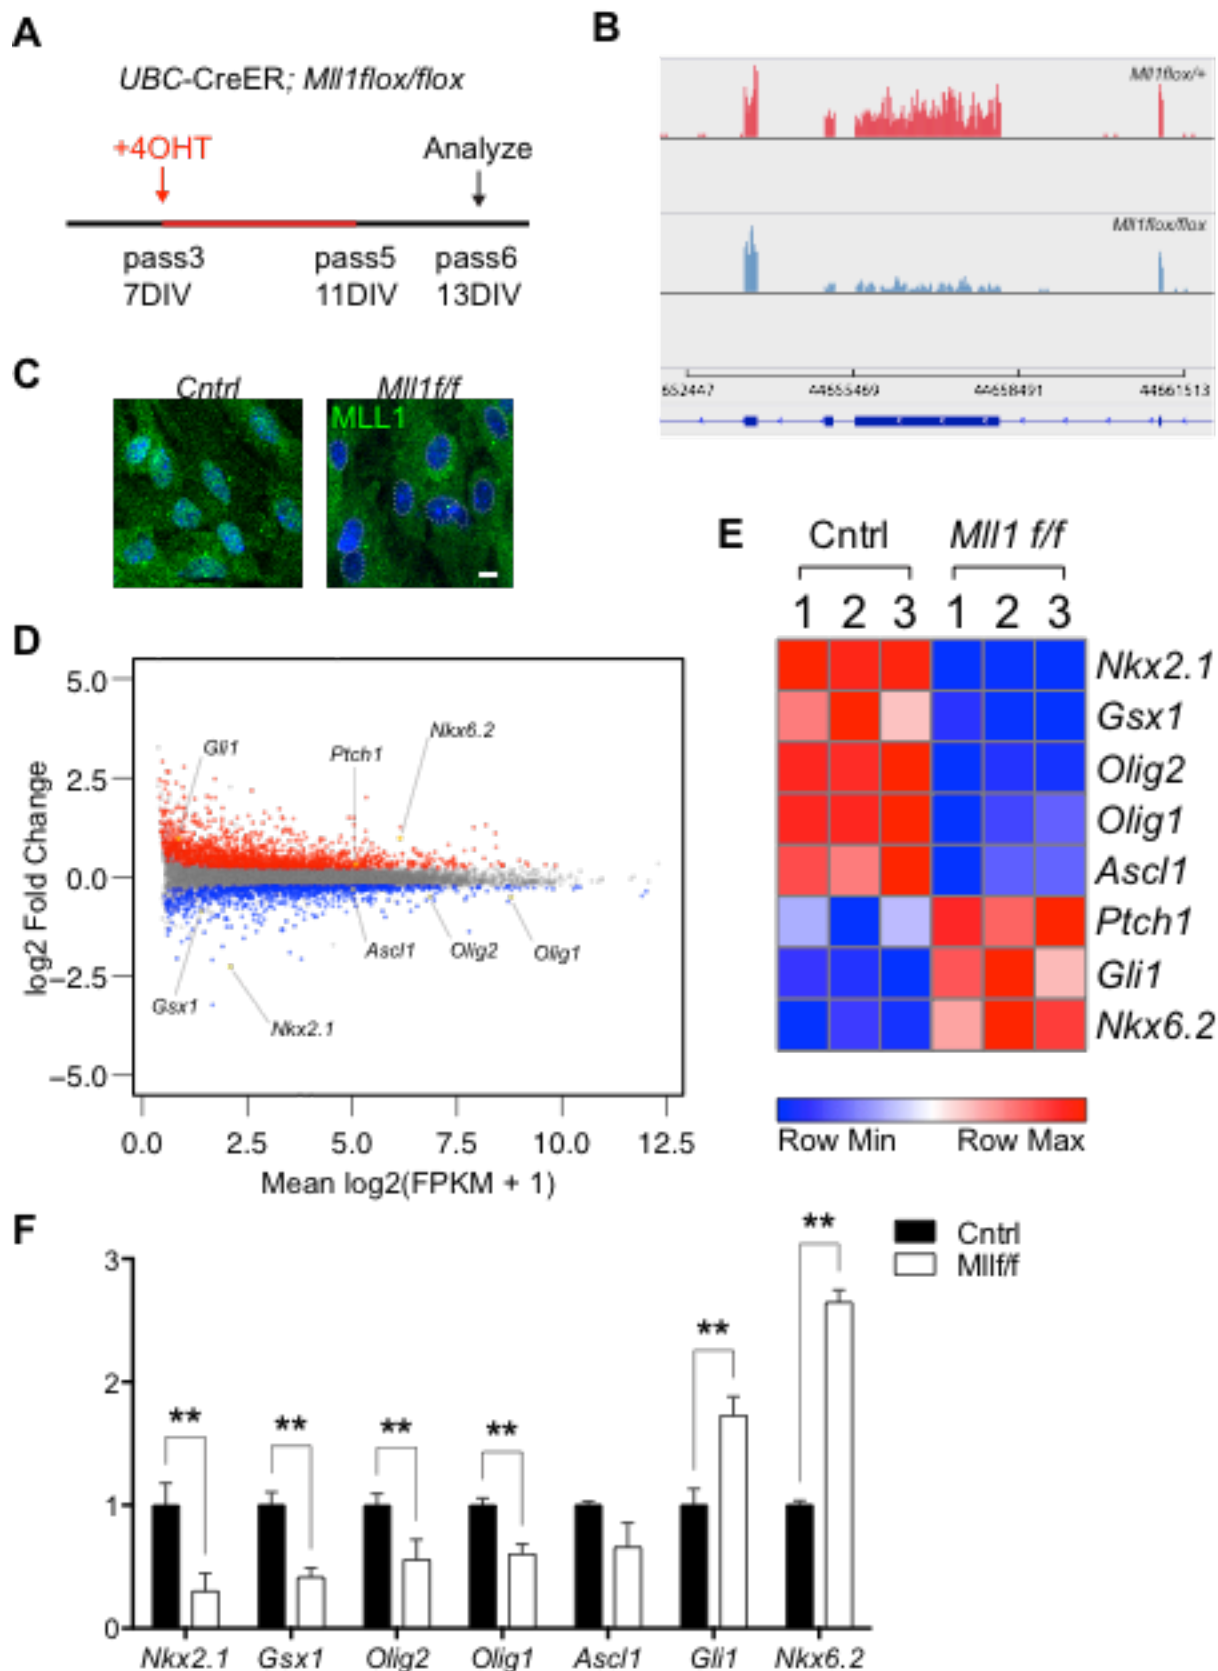 A
UBC-CreER; Mll1flox/flox
+4OHT
Analyze
pass3
pass5
pass6
7DIV
11DIV
13DIV
B
Mll1flox/+
Mll1flox/flox
652447
44655469
44658491
44661513
C
Cntrl
Mll1f/f
MLL1
D
log2 Fold Change
5.0
2.5
0.0
−2.5
−5.0
Gli1
Ptch1
Nkx6.2
Ascl1
Olig2
Olig1
Gsx1
Nkx2.1
0.0
2.5
5.0
7.5
10.0
12.5
Mean log2(FPKM + 1)
E
Cntrl
Mll1 f/f
1 2 3 1 2 3
Nkx2.1
Gsx1
Olig2
Olig1
Ascl1
Ptch1
Gli1
Nkx6.2
Row Min
Row Max
F
Cntrl
Mllf/f
3
2
1
0
**
**
**
**
**
**
Nkx2.1
Gsx1
Olig2
Olig1
Ascl1
Gli1
Nkx6.2